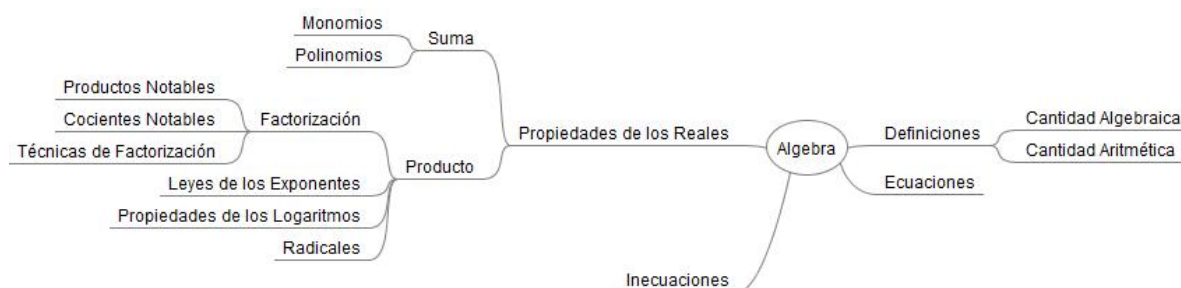 Monomios
Polinomios
Suma
Productos Notables
Cocientes Notables
Técnicas de Factorización
Factorización
Leyes de los Exponentes
Propiedades de los Logaritmos
Radicales
Producto
Propiedades de los Reales
Algebra
Definiciones
Cantidad Algebraica
Cantidad Aritmética
Ecuaciones
Inecuaciones